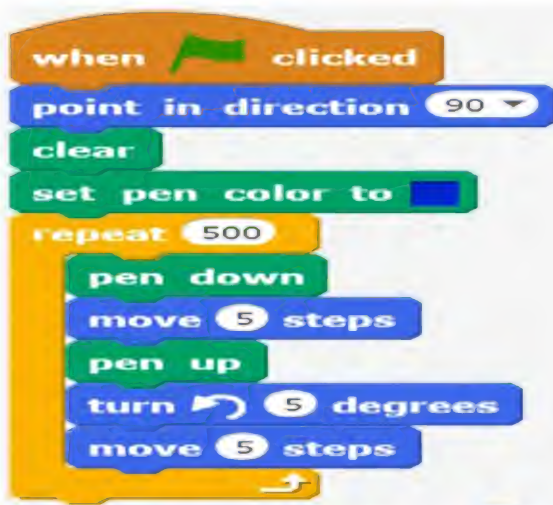 when clicked
point in direction 90
clear
set pen color to
repeat 500
pen down
move 5 steps
pen up
turn 5 degrees
move 5 steps